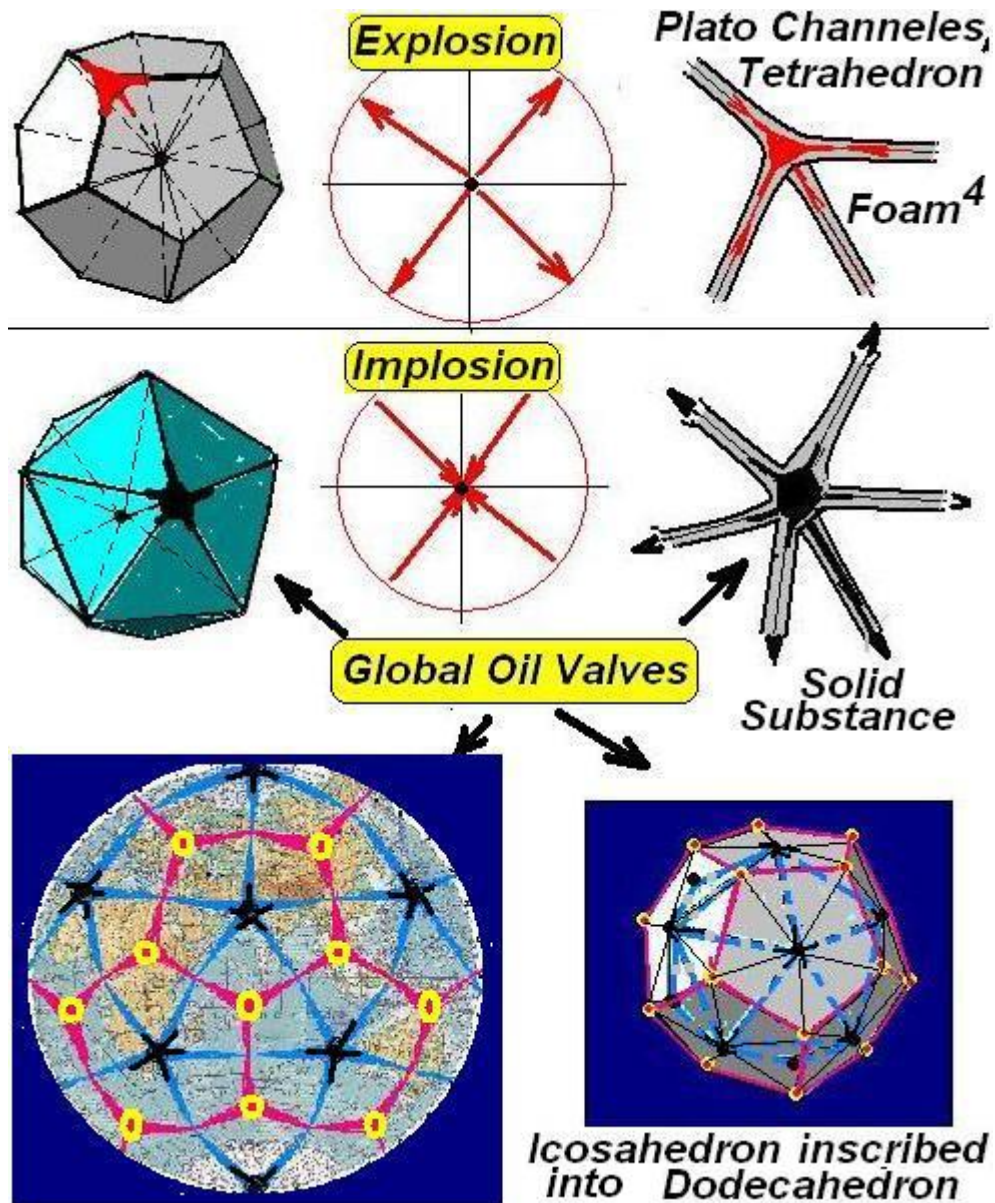 Explosion
Plato Channeles,
Tetrahedron
Foam4
Implosion
Global Oil Valves
Solid
Substance
Icosahedron inscribed
into Dodecahedron